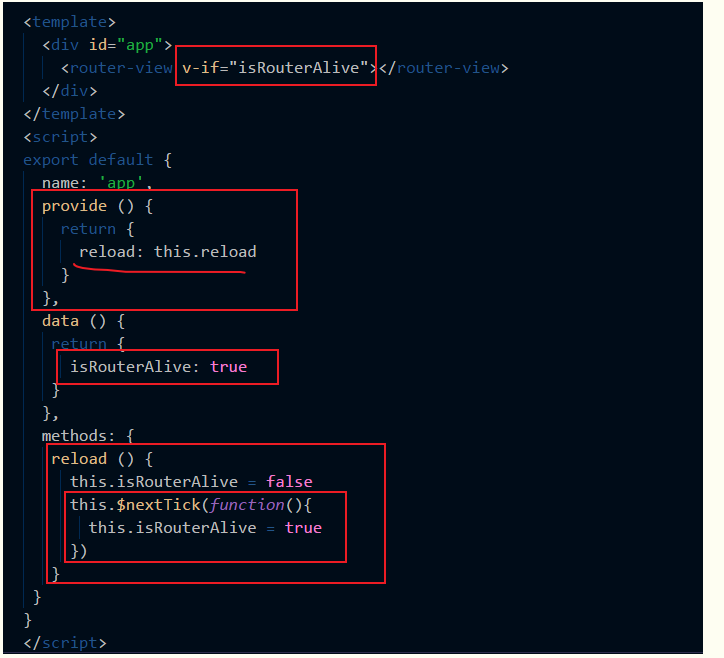 <template>
  <div id="app">
    <router-view v-if="isRouterAlive"></router-view>
  </div>
</template>
<script>
export default {
  name: 'app',
  provide () {
    return {
      reload: this.reload
    }
  },
  data () {
   return {
     isRouterAlive: true
   }
  },
  methods: {
   reload () {
     this.isRouterAlive = false
     this.$nextTick(function(){
       this.isRouterAlive = true
     })
   }
 }
}
</script>